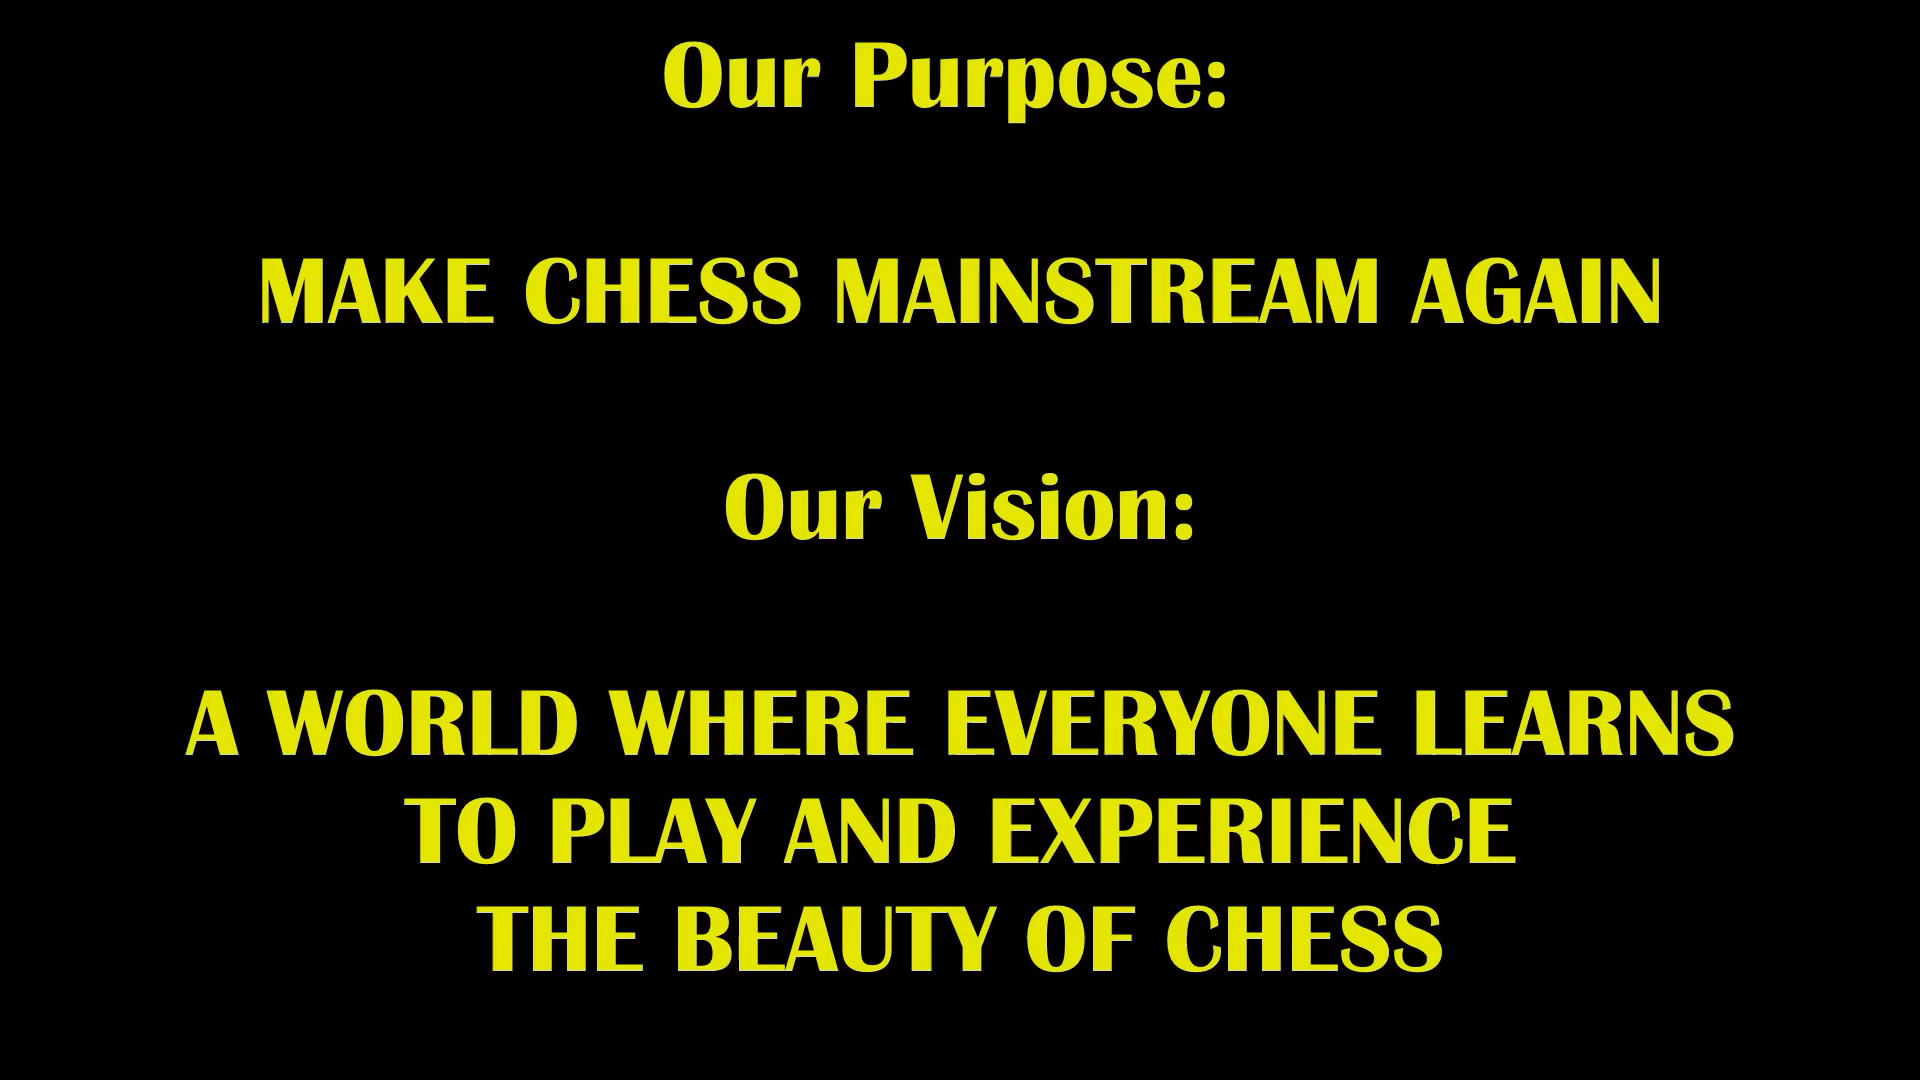 Our Purpose:
MAKE CHESS MAINSTREAM AGAIN
Our Vision:
A WORLD WHERE EVERYONE LEARNS
TO PLAY AND EXPERIENCE
THE BEAUTY OF CHESS